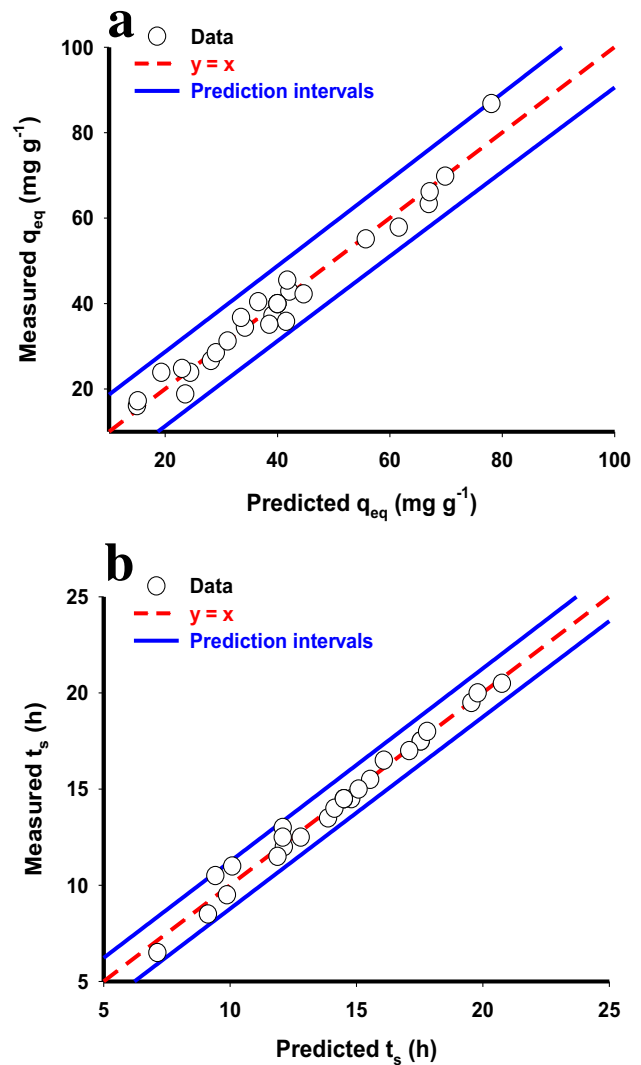 a
Data
y = x
Prediction intervals
100
80
60
40
20
Measured q_eq (mg g⁻¹)
20 40 60 80 100
Predicted q_eq (mg g⁻¹)
b
Data
y = x
Prediction intervals
25
20
15
10
5
Measured t_s (h)
5 10 15 20 25
Predicted t_s (h)